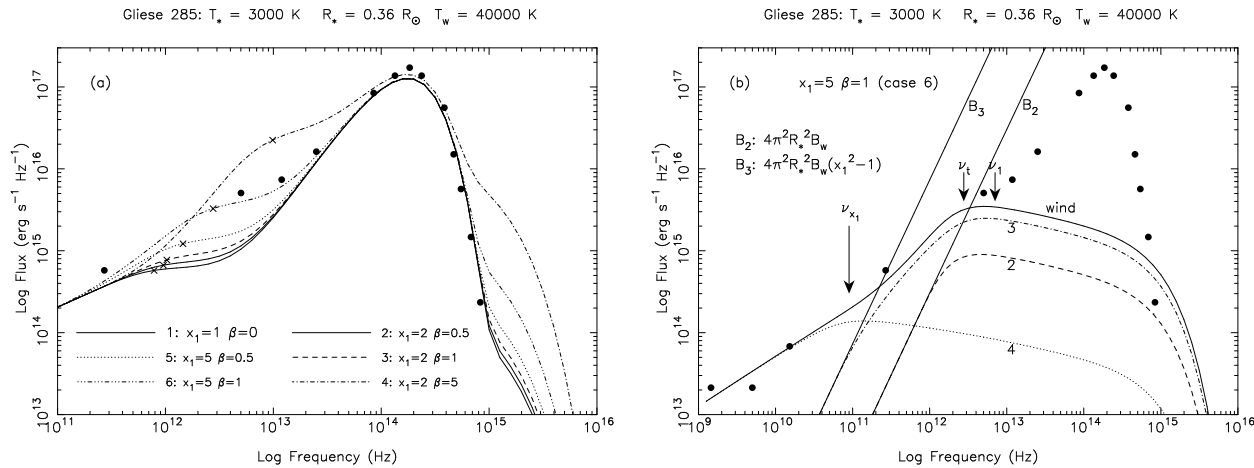 Gliese 285: T* = 3000 K R* = 0.36 R⊙ Tw = 40000 K
(a)
Log Flux (erg s⁻¹ Hz⁻¹)
10¹⁷
10¹⁶
10¹⁵
10¹⁴
10¹³
1: x₁=1 β=0
2: x₁=2 β=0.5
5: x₁=5 β=0.5
3: x₁=2 β=1
6: x₁=5 β=1
4: x₁=2 β=5
10¹¹ 10¹² 10¹³ 10¹⁴ 10¹⁵ 10¹⁶
Log Frequency (Hz)
Gliese 285: T* = 3000 K R* = 0.36 R⊙ Tw = 40000 K
(b)
x₁=5 β=1 (case 6)
B₃
B₂
B₂: 4π²R*²Bw
B₃: 4π²R*²Bw(x₁²−1)
νt
ν₁
νx₁
wind
3
2
4
Log Flux (erg s⁻¹ Hz⁻¹)
10¹⁷
10¹⁶
10¹⁵
10¹⁴
10¹³
10⁹ 10¹⁰ 10¹¹ 10¹² 10¹³ 10¹⁴ 10¹⁵ 10¹⁶
Log Frequency (Hz)